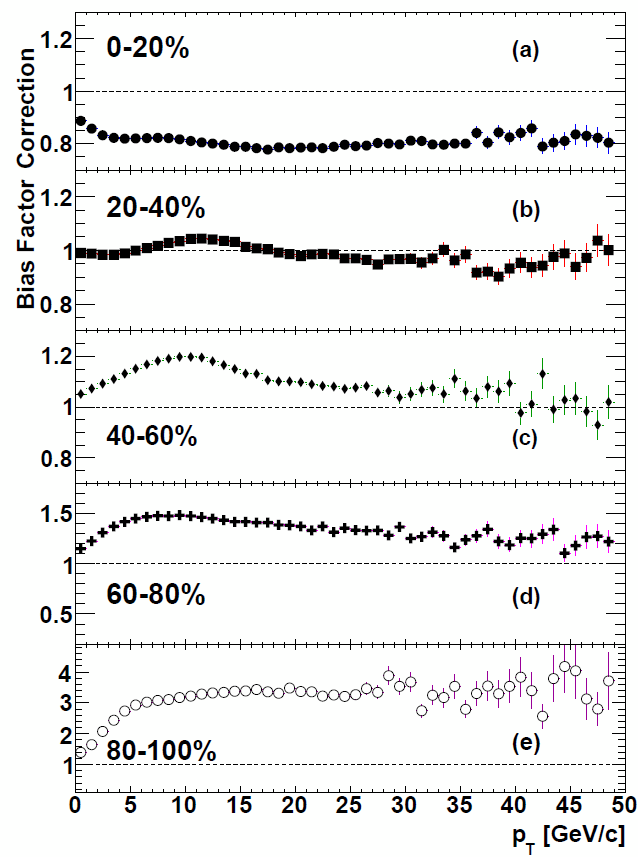 Bias Factor Correction
1.2
1
0.8
0-20%
(a)
1.2
1
0.8
20-40%
(b)
1.2
1
0.8
40-60%
(c)
1.5
1
0.5
60-80%
(d)
4
3
2
1
80-100%
(e)
0 5 10 15 20 25 30 35 40 45 50
p_T [GeV/c]